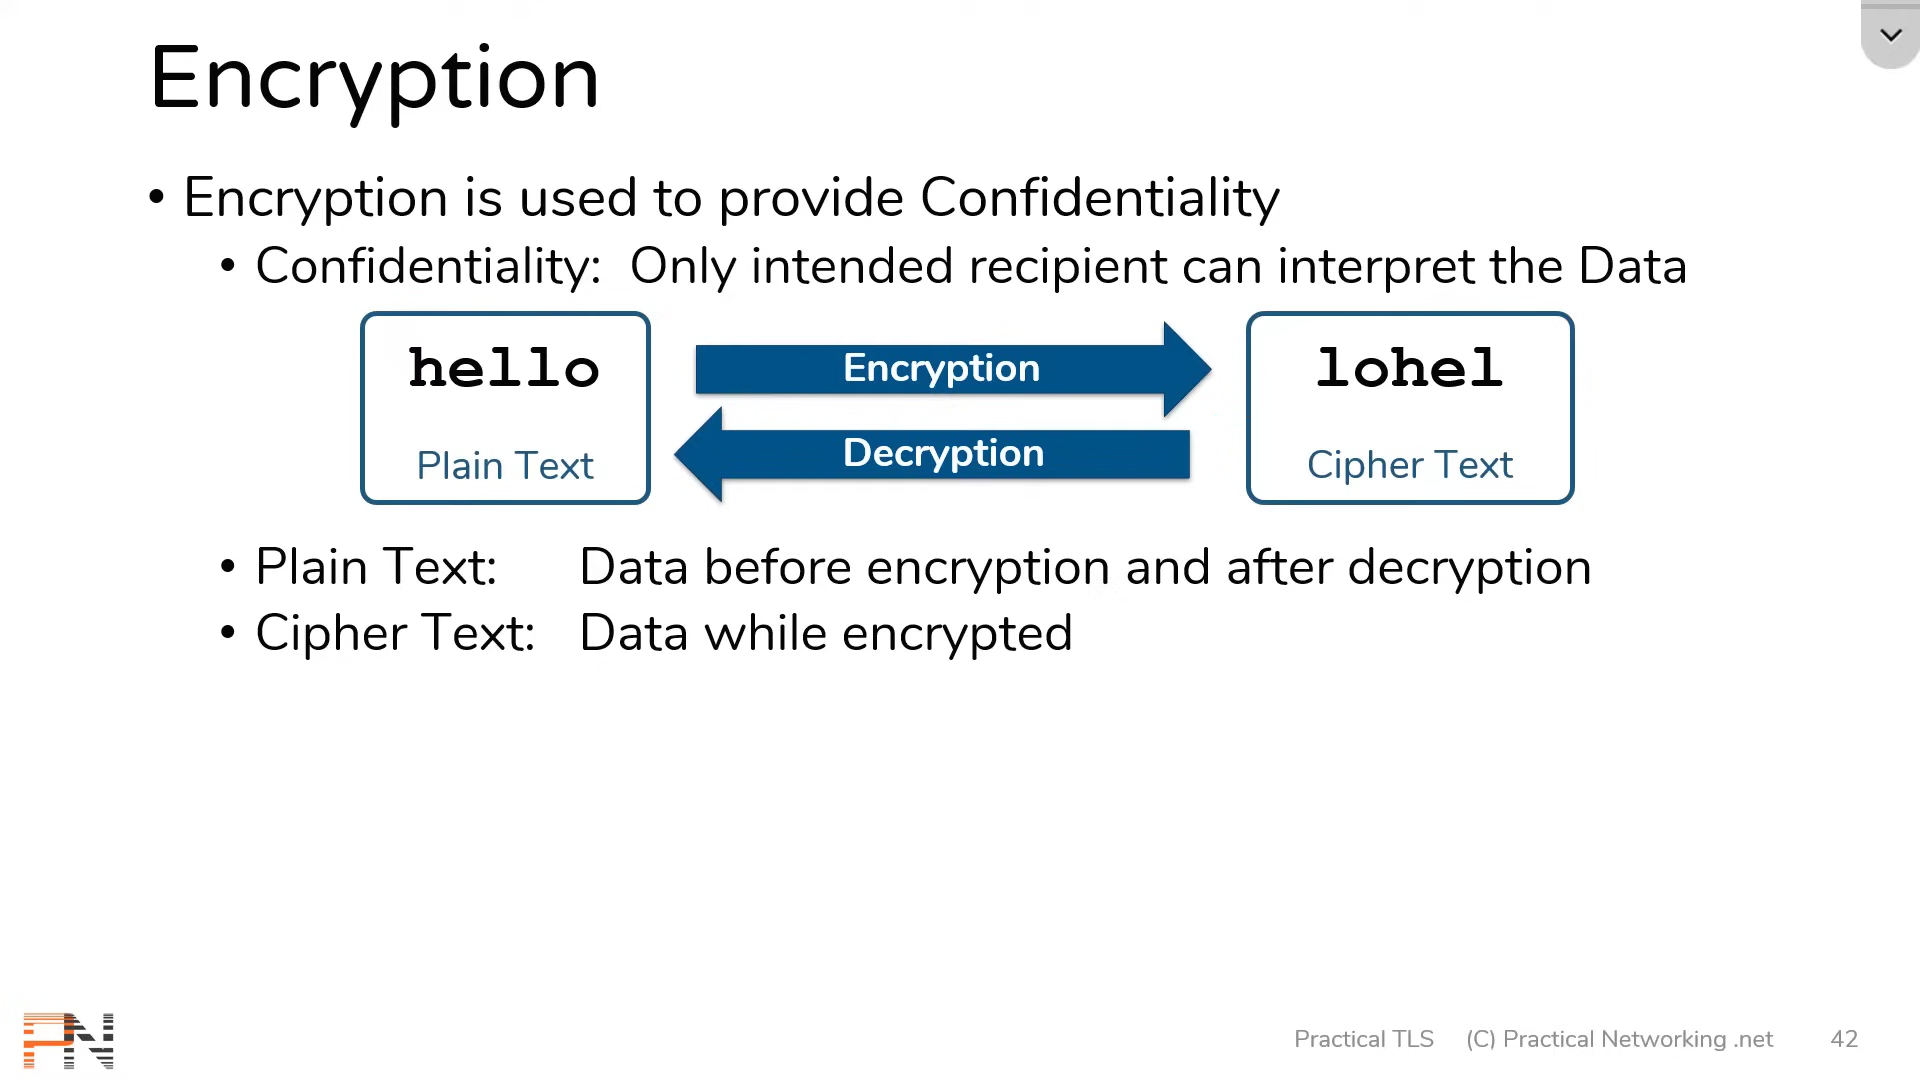 Encryption
• Encryption is used to provide Confidentiality
• Confidentiality: Only intended recipient can interpret the Data
hello
Encryption
lohel
Decryption
Plain Text
Cipher Text
• Plain Text: Data before encryption and after decryption
• Cipher Text: Data while encrypted
PN
Practical TLS (C) Practical Networking .net 42